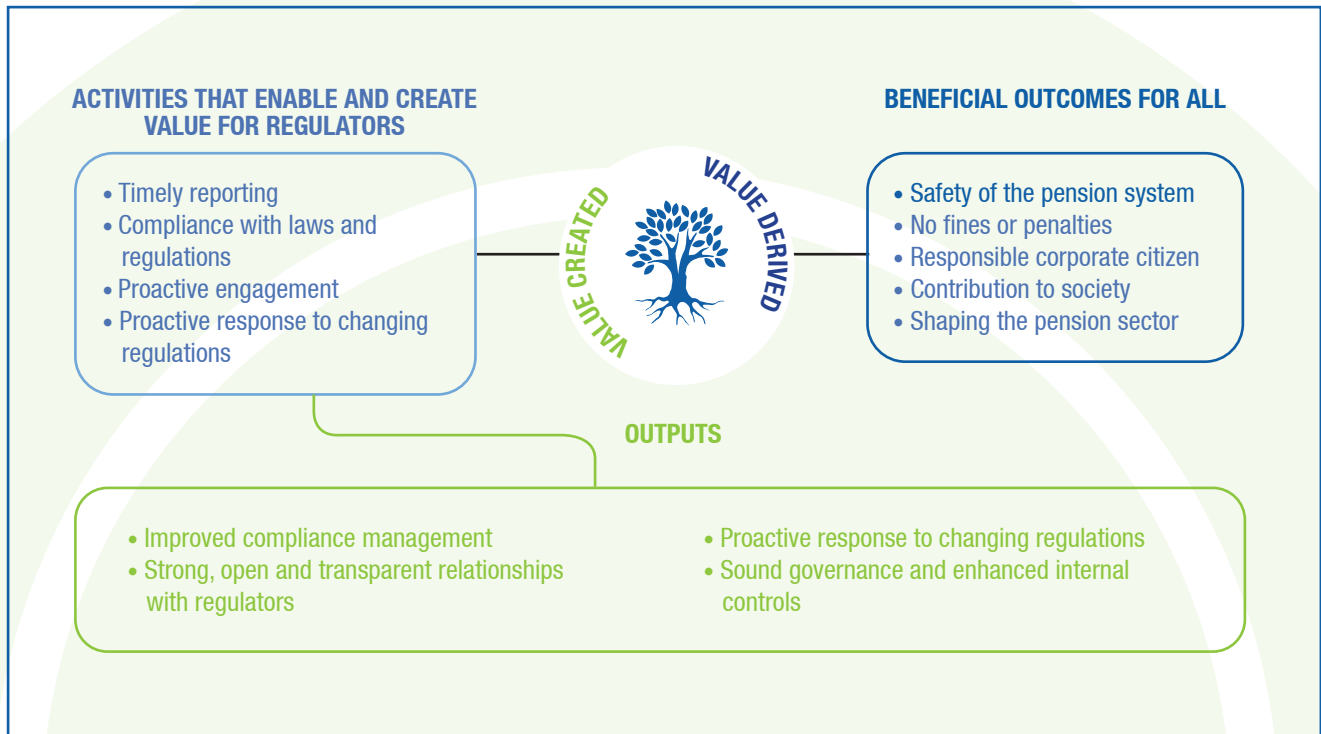 ACTIVITIES THAT ENABLE AND CREATE
VALUE FOR REGULATORS
• Timely reporting
• Compliance with laws and
regulations
• Proactive engagement
• Proactive response to changing
regulations
VALUE CREATED
VALUE DERIVED
BENEFICIAL OUTCOMES FOR ALL
• Safety of the pension system
• No fines or penalties
• Responsible corporate citizen
• Contribution to society
• Shaping the pension sector
OUTPUTS
• Improved compliance management
• Strong, open and transparent relationships
with regulators
• Proactive response to changing regulations
• Sound governance and enhanced internal
controls